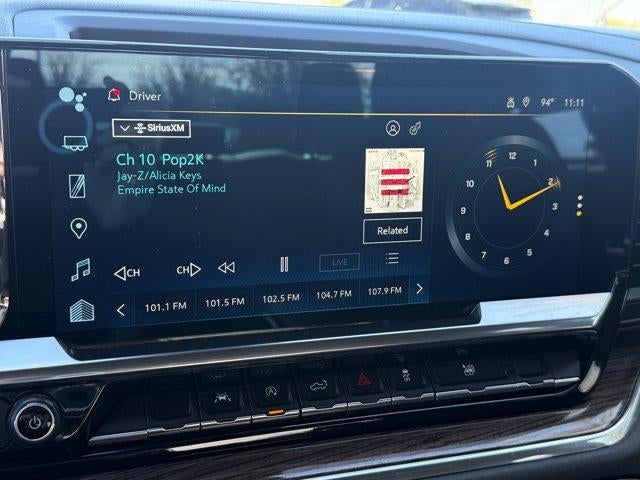 Driver
94° 11:11
SiriusXM
Ch 10 Pop2K
Jay-Z/Alicia Keys
Empire State Of Mind
Related
CH CH LIVE
101.1 FM 101.5 FM 102.5 FM 104.7 FM 107.9 FM
12 1 2 3 4 5 6 7 8 9 10 11